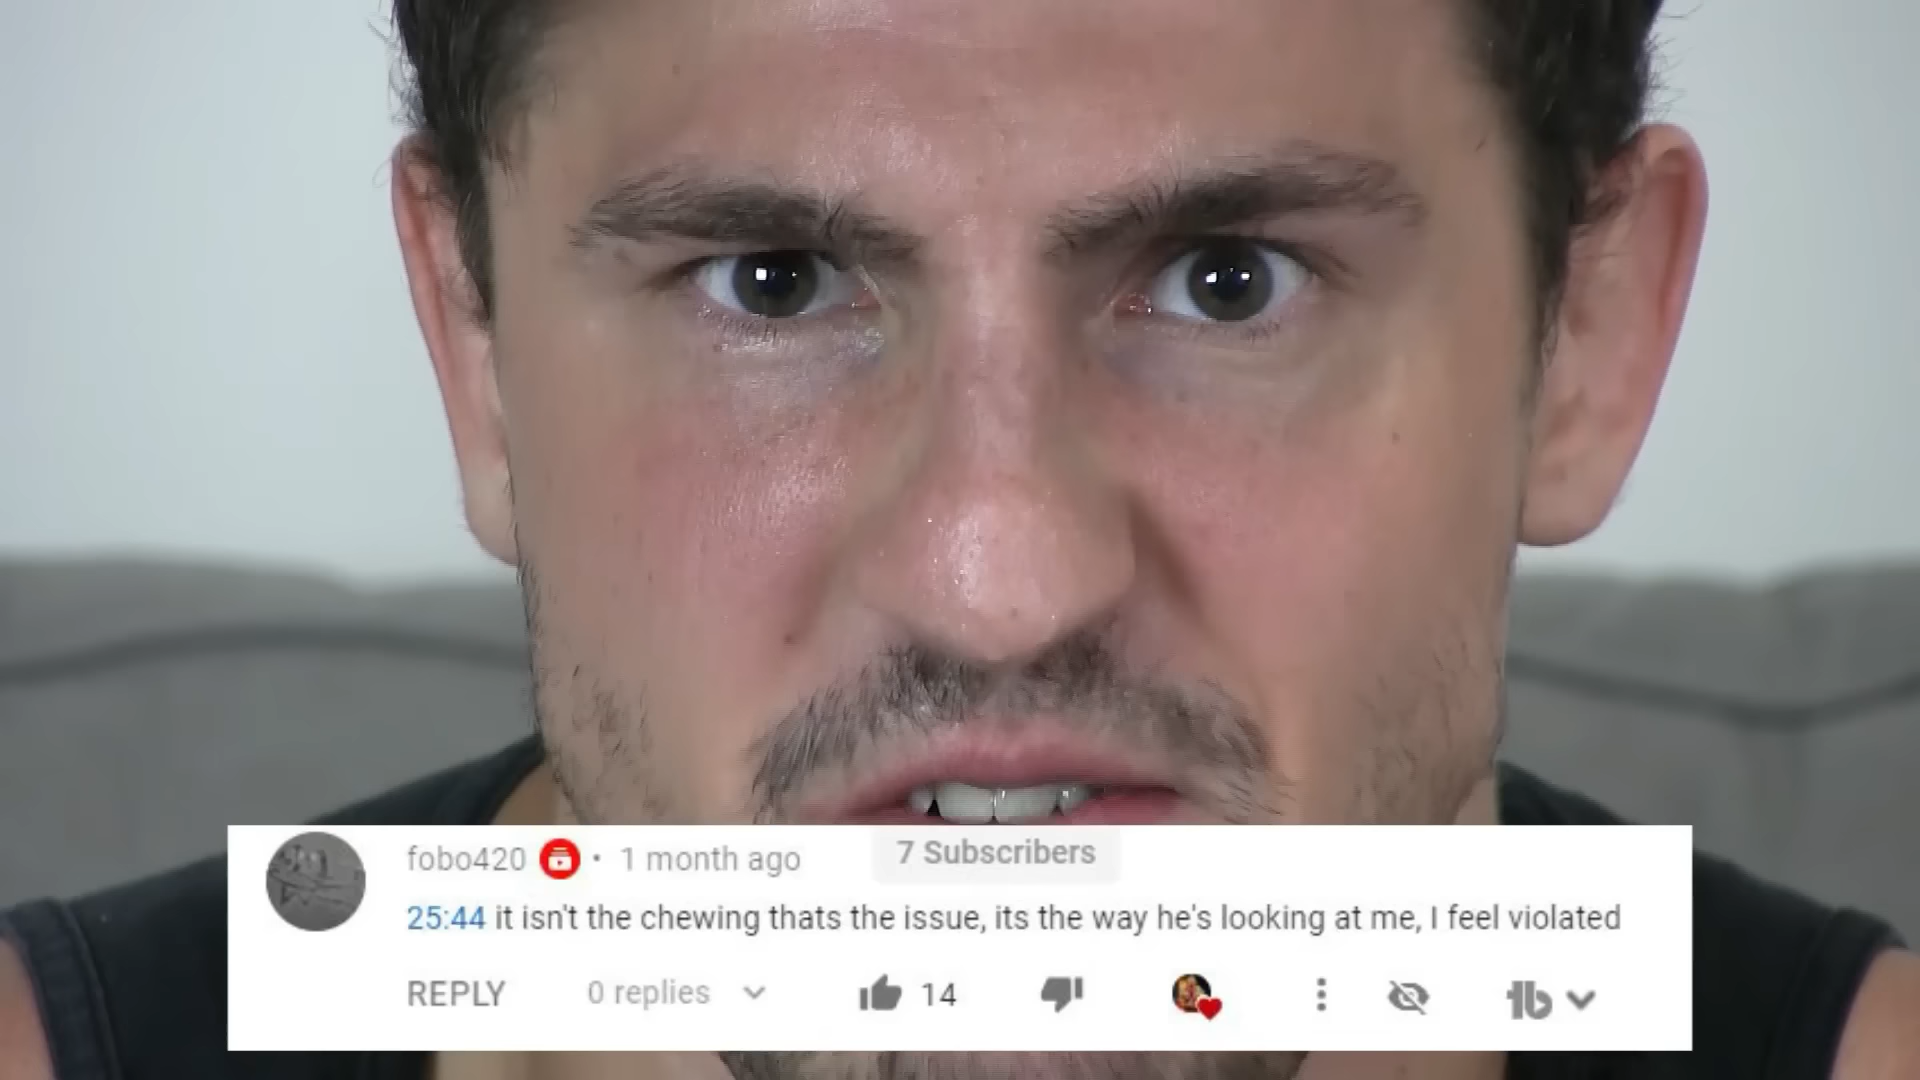 fobo420 • 1 month ago 7 Subscribers
25:44 it isn't the chewing thats the issue, its the way he's looking at me, I feel violated
REPLY 0 replies 14